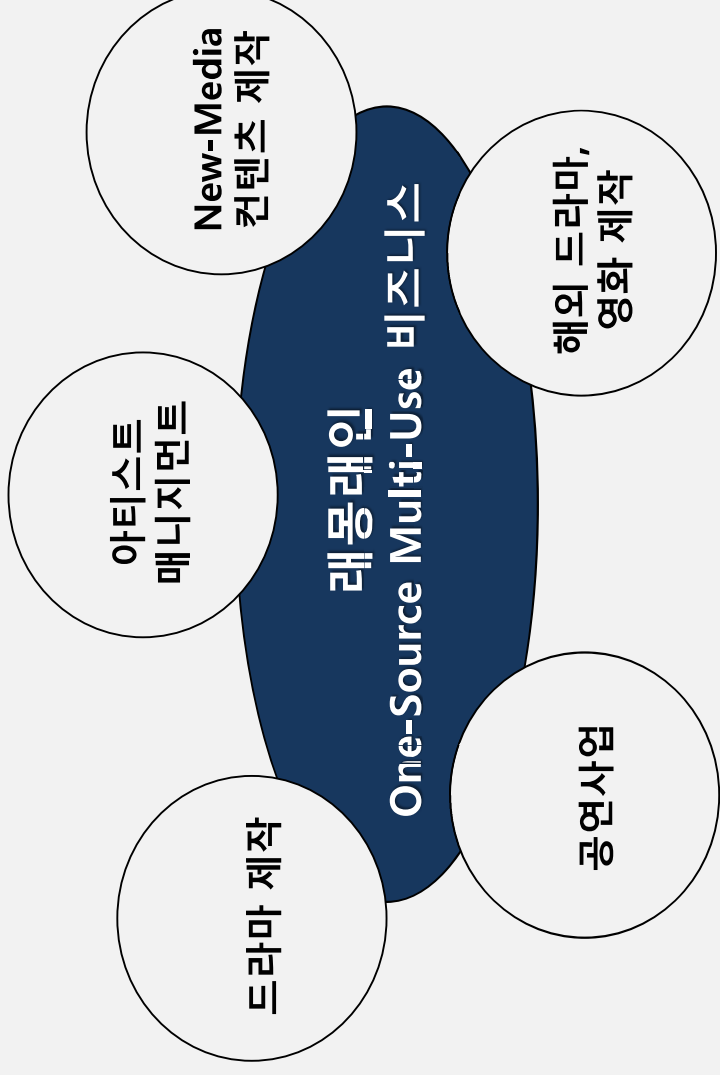 드라마 제작
아티스트
매니지먼트
New-Media
컨텐츠 제작
래몽래인
One-Source Multi-Use 비즈니스
공연사업
해외 드라마,
영화 제작